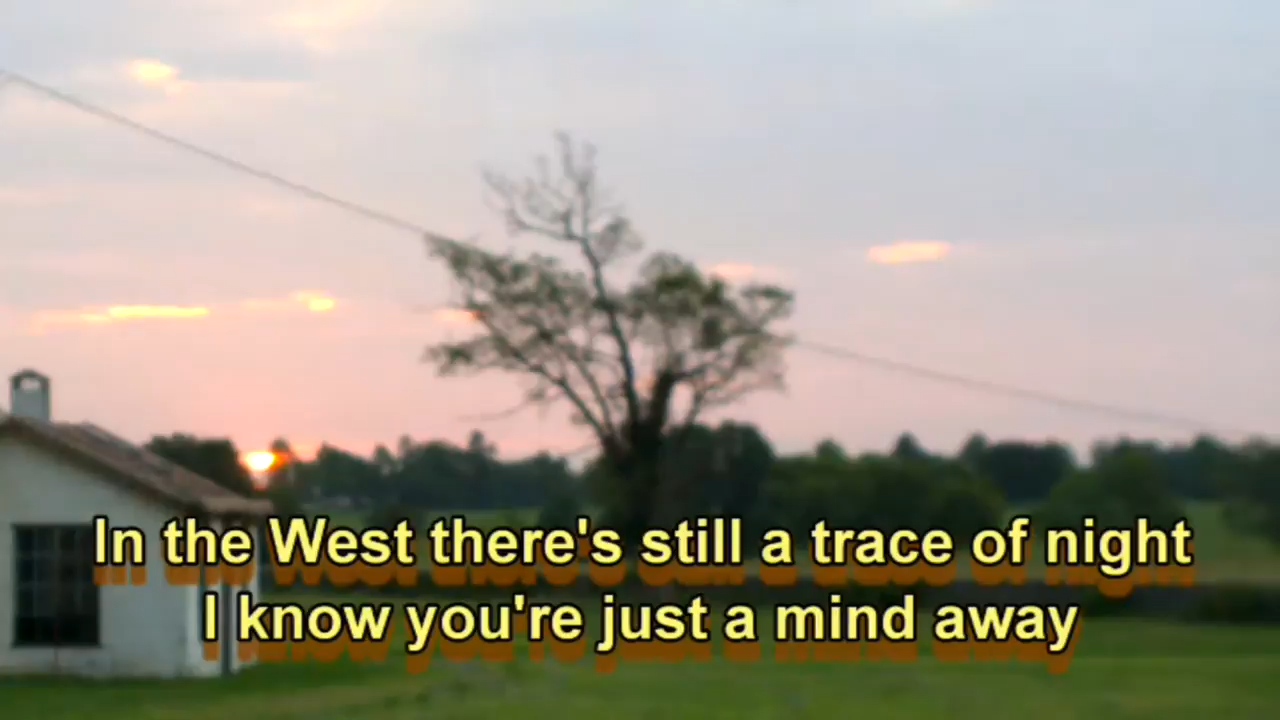 In the West there's still a trace of night
I know you're just a mind away